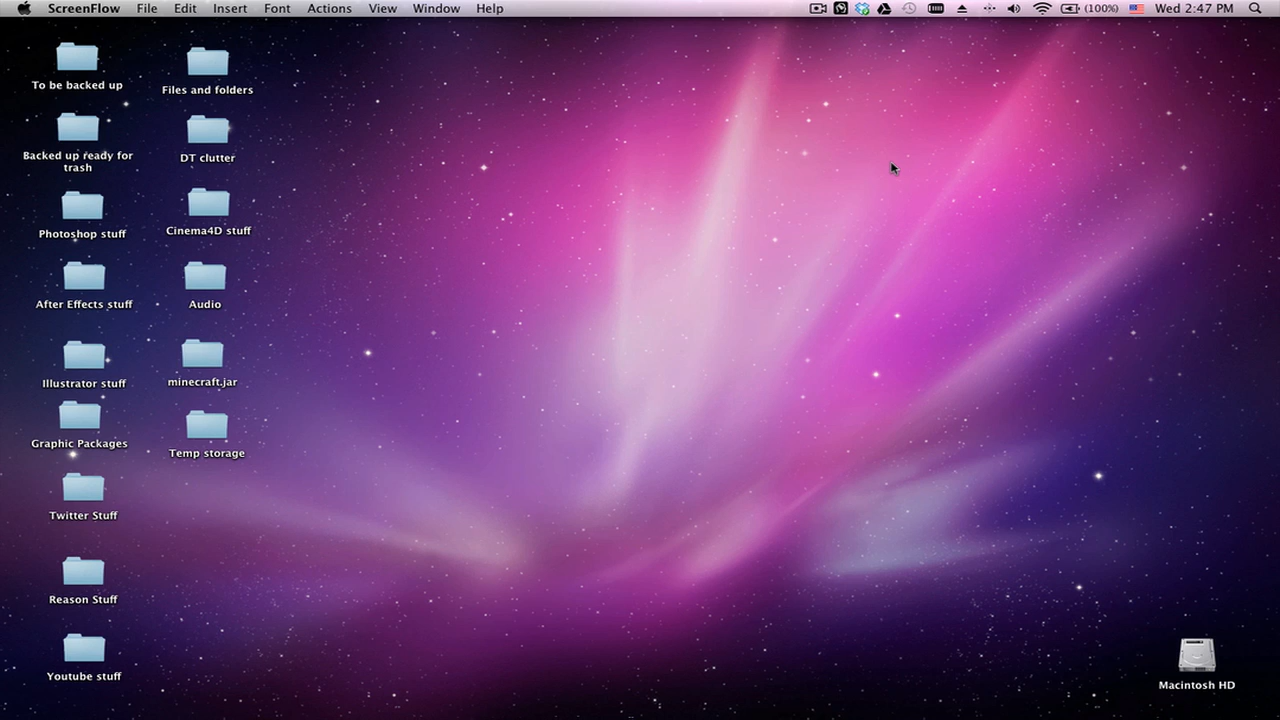 ScreenFlow File Edit Insert Font Actions View Window Help (100%) Wed 2:47 PM
To be backed up
Files and folders
Backed up ready for
trash
DT clutter
Photoshop stuff
Cinema4D stuff
After Effects stuff
Audio
Illustrator stuff
minecraft.jar
Graphic Packages
Temp storage
Twitter Stuff
Reason Stuff
Youtube stuff
Macintosh HD